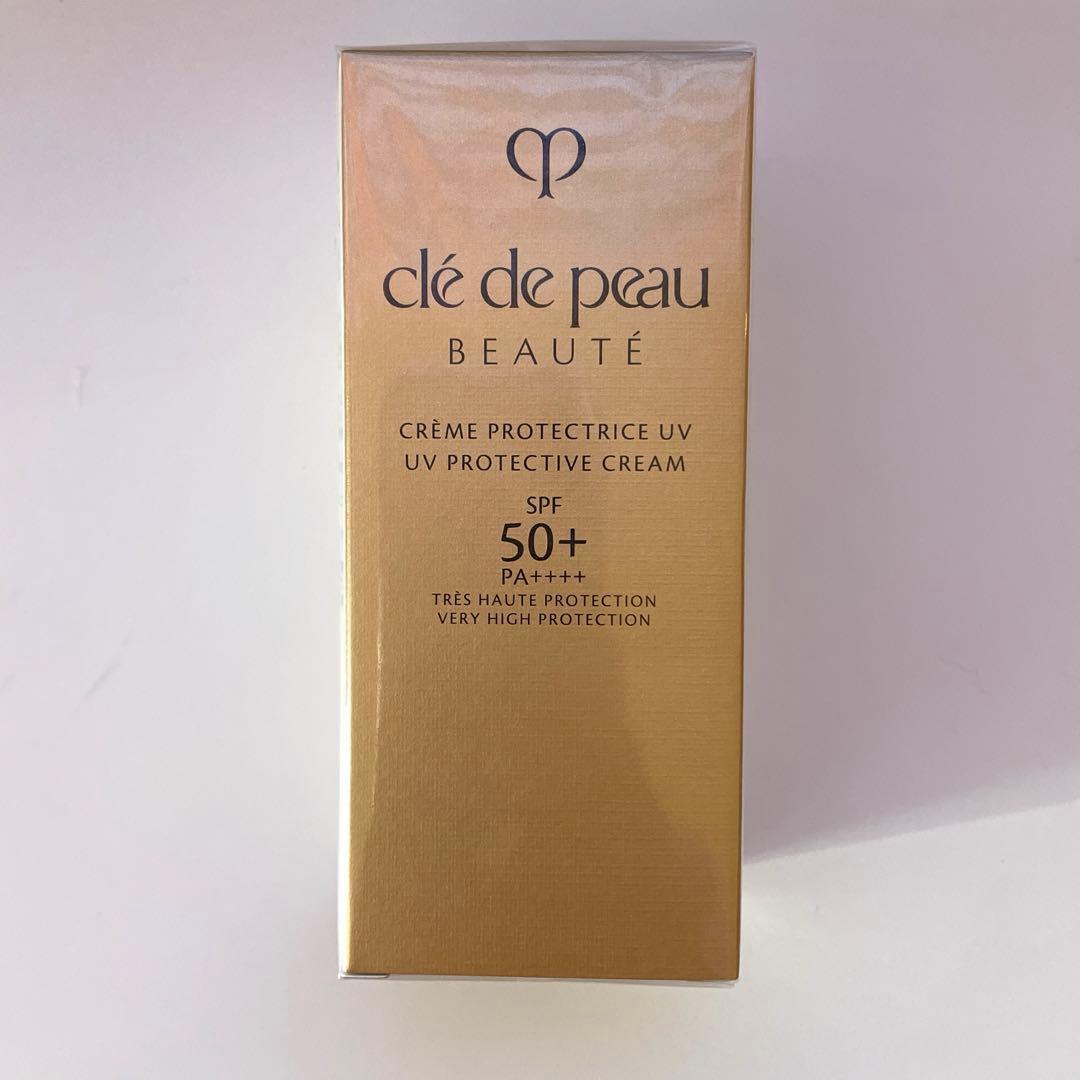 clé de peau
BEAUTÉ
CRÈME PROTECTRICE UV
UV PROTECTIVE CREAM
SPF
50+
PA++++
TRÈS HAUTE PROTECTION
VERY HIGH PROTECTION